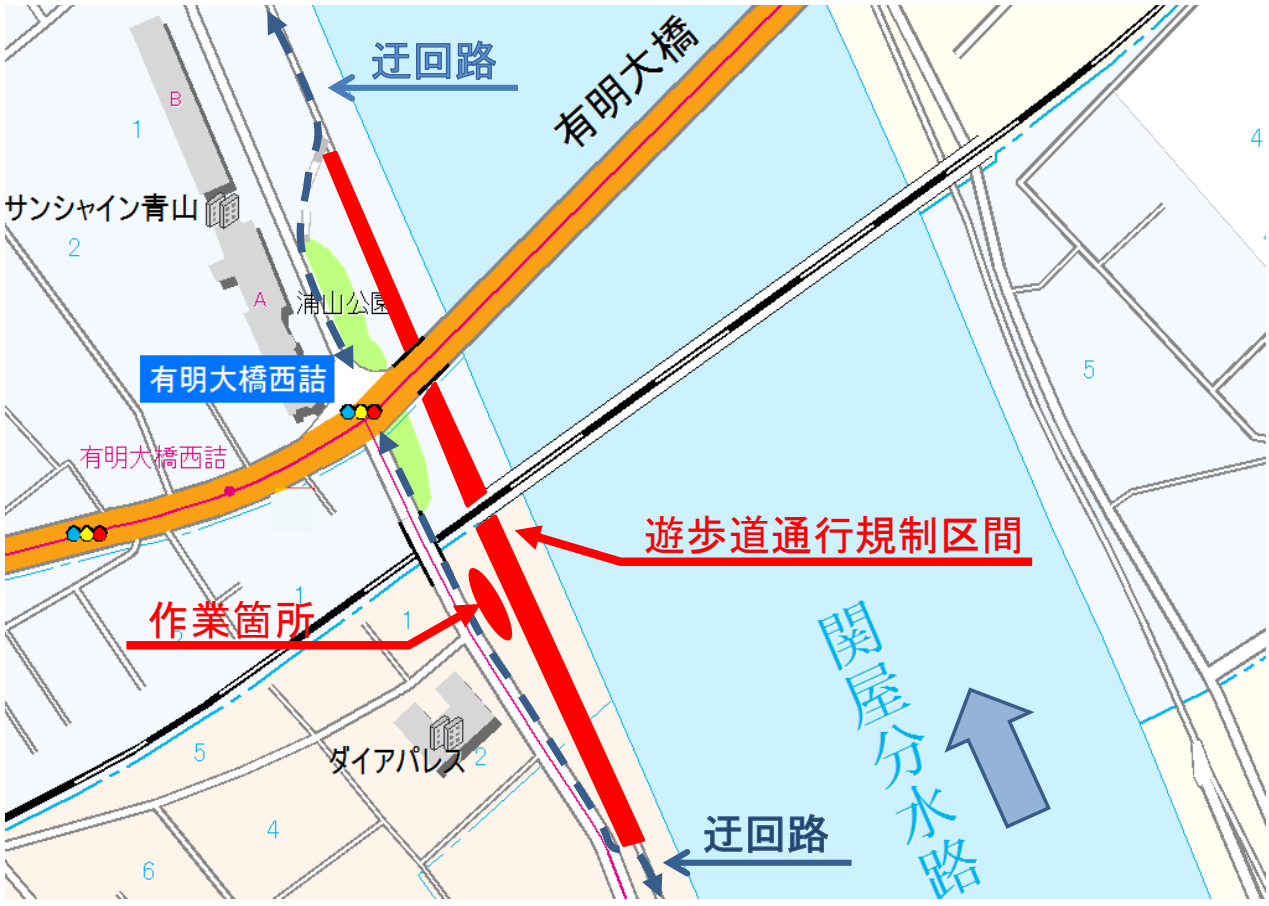 迂回路
有明大橋
B
1
4
サンシャイン青山
2
A
浦山公園
有明大橋西詰
5
有明大橋西詰
遊歩道通行規制区間
1
作業箇所
1
関屋分水路
5
ダイアパレス
2
4
迂回路
6